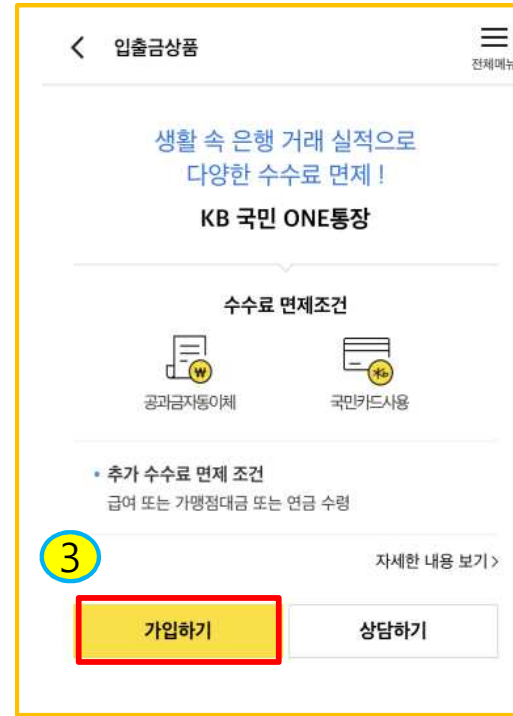 입출금상품
전체메뉴
생활 속 은행 거래 실적으로
다양한 수수료 면제 !
KB 국민 ONE통장
수수료 면제조건
₩
공과금자동이체
국민카드사용
• 추가 수수료 면제 조건
급여 또는 가맹점대금 또는 연금 수령
3
자세한 내용 보기 >
가입하기
상담하기